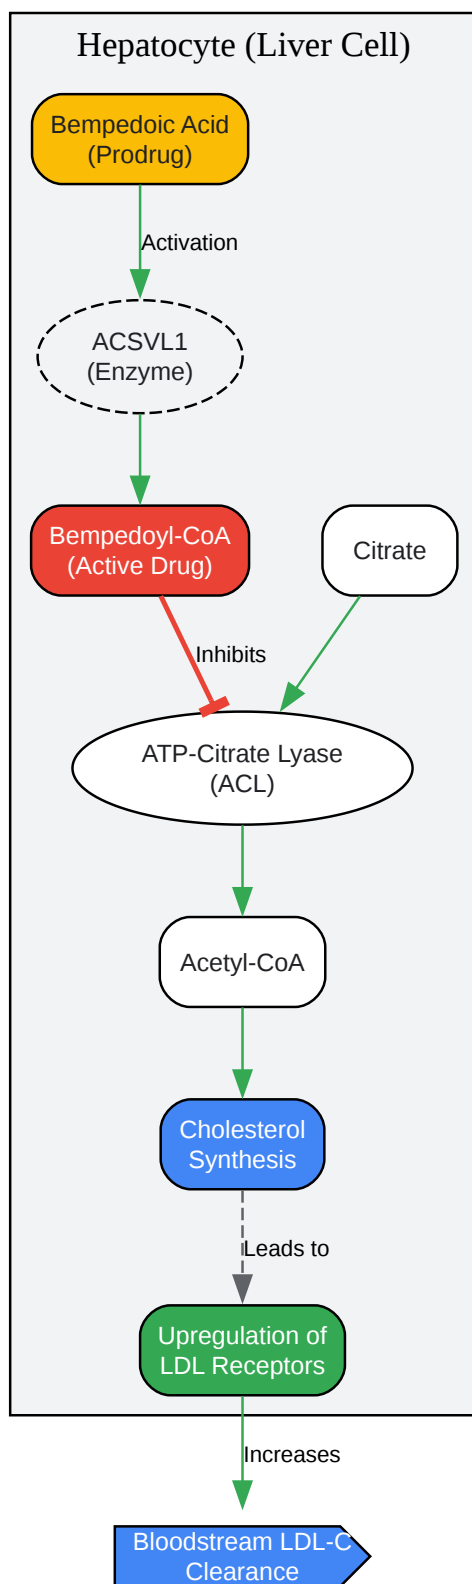 Hepatocyte (Liver Cell)
Bempedoic Acid
(Prodrug)
Activation
ACSVL1
(Enzyme)
Bempedoyl-CoA
(Active Drug)
Citrate
Inhibits
ATP-Citrate Lyase
(ACL)
Acetyl-CoA
Cholesterol
Synthesis
Leads to
Upregulation of
LDL Receptors
Increases
Bloodstream LDL-C
Clearance